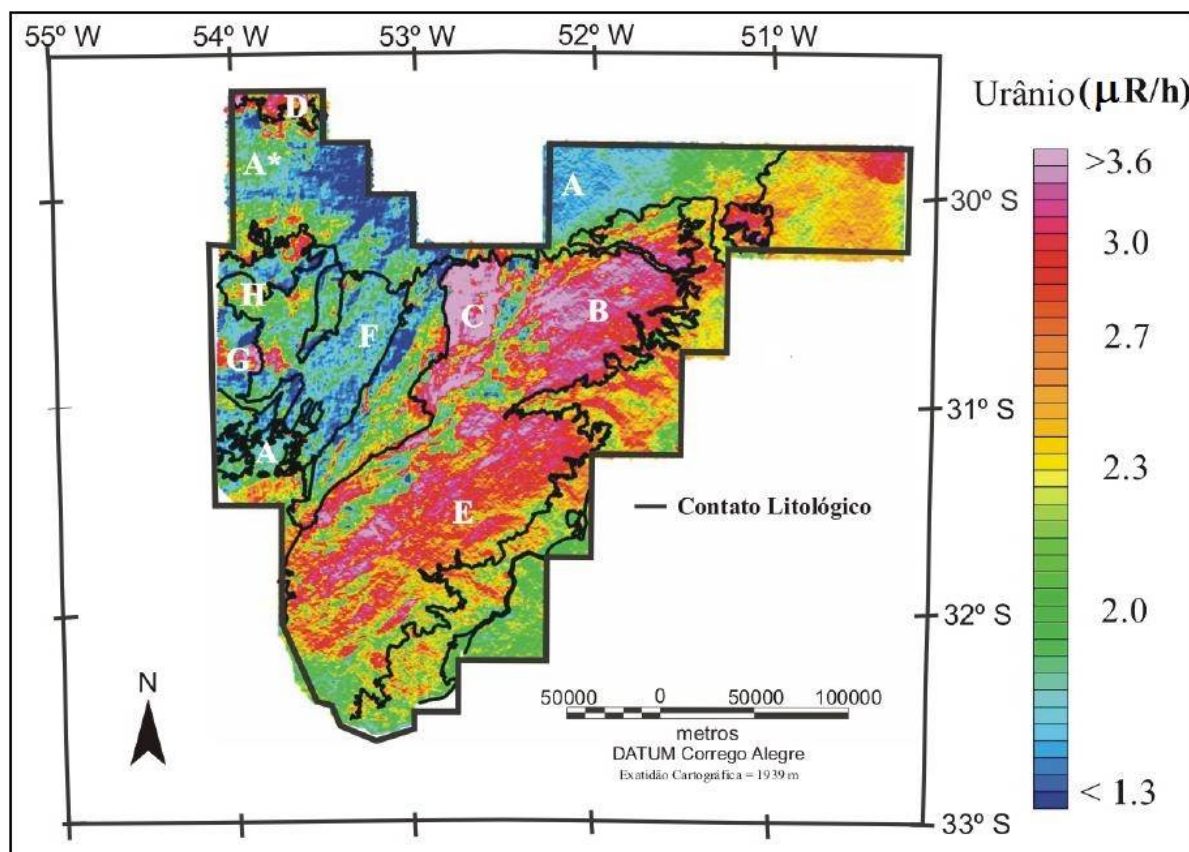 55º W 54º W 53º W 52º W 51º W
Urânio (μR/h)
>3.6
3.0
2.7
2.3
2.0
< 1.3
30º S
31º S
32º S
33º S
D
A*
A
H
C
B
F
G
A
E
Contato Litológico
N
50000 0 50000 100000
metros
DATUM Corrego Alegre
Exatidão Cartográfica = 1939 m